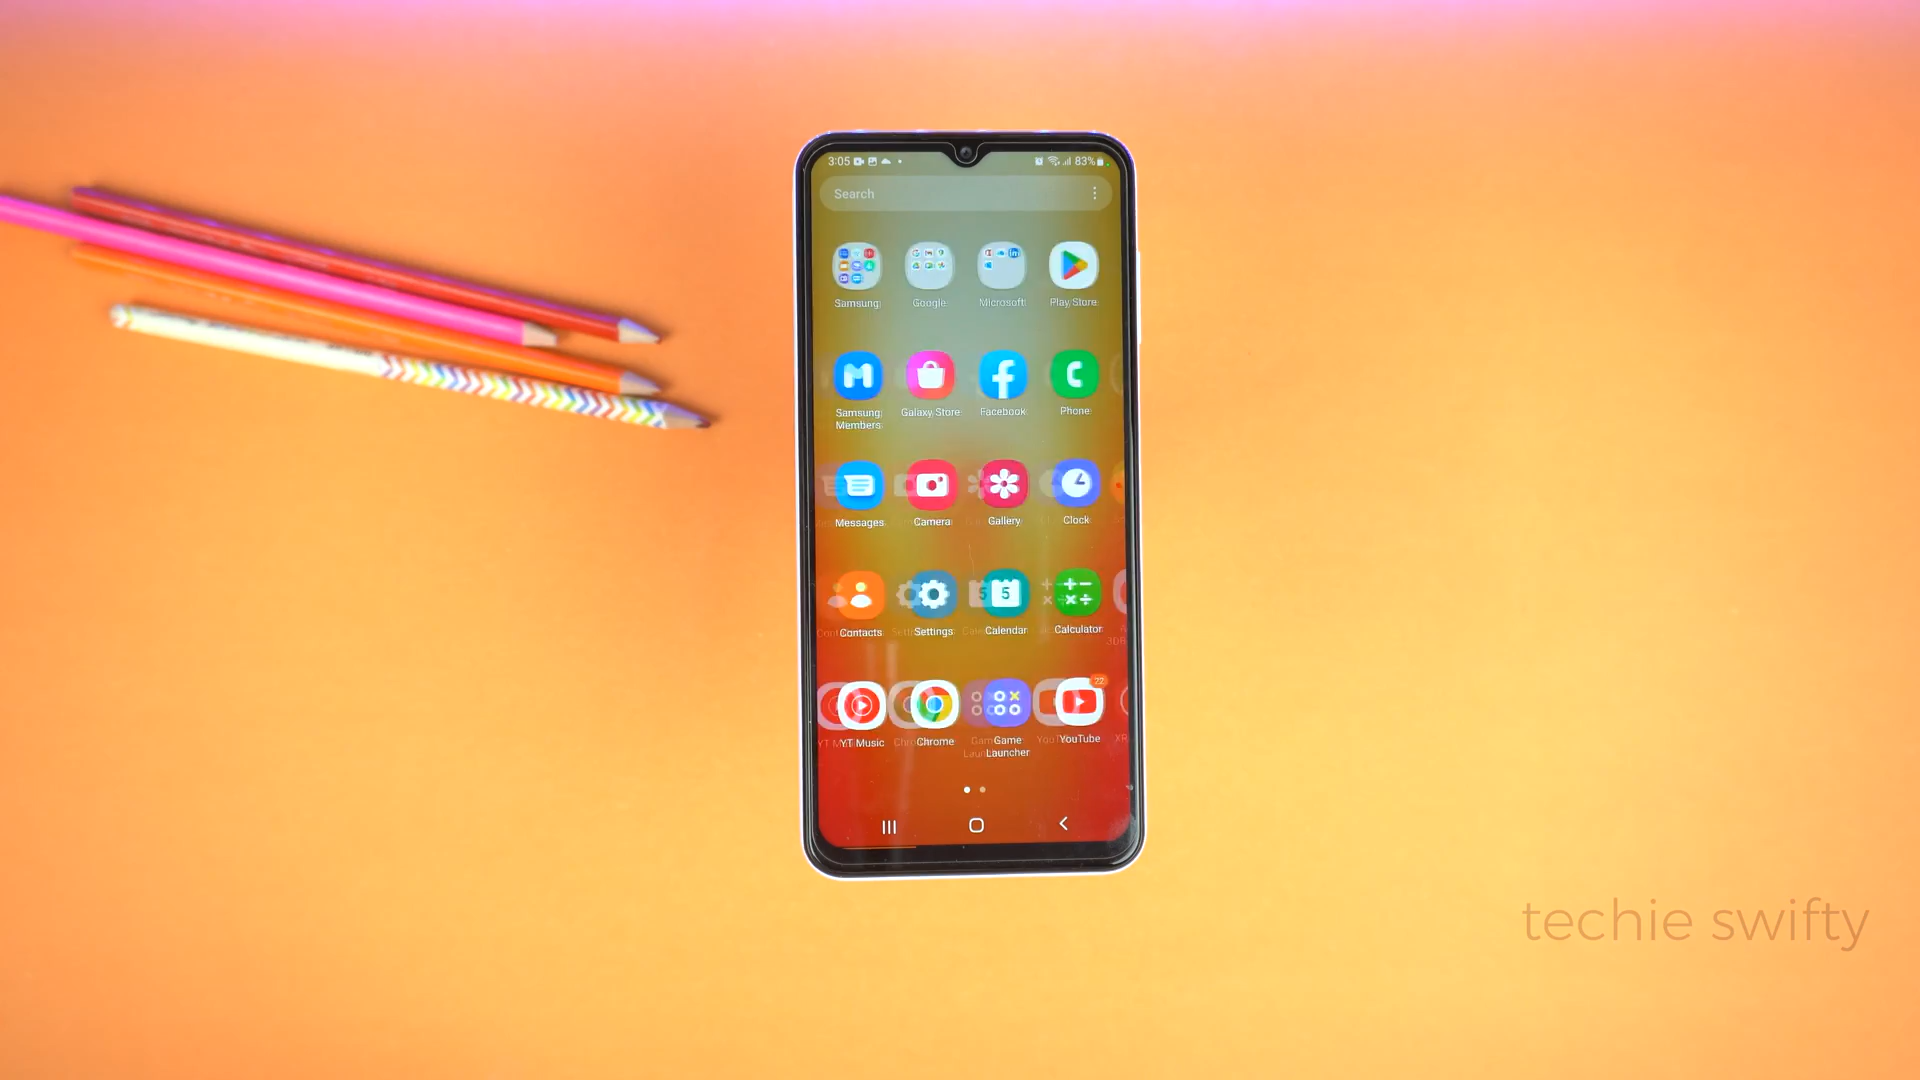 3:05
83%
Search
Samsung Google Microsoft Play Store
Samsung Members Galaxy Store Facebook Phone
Messages Camera Gallery Clock
Contacts Settings 5 Calendar Calculator
22
YT Music Chrome Game Launcher YouTube
techie swifty